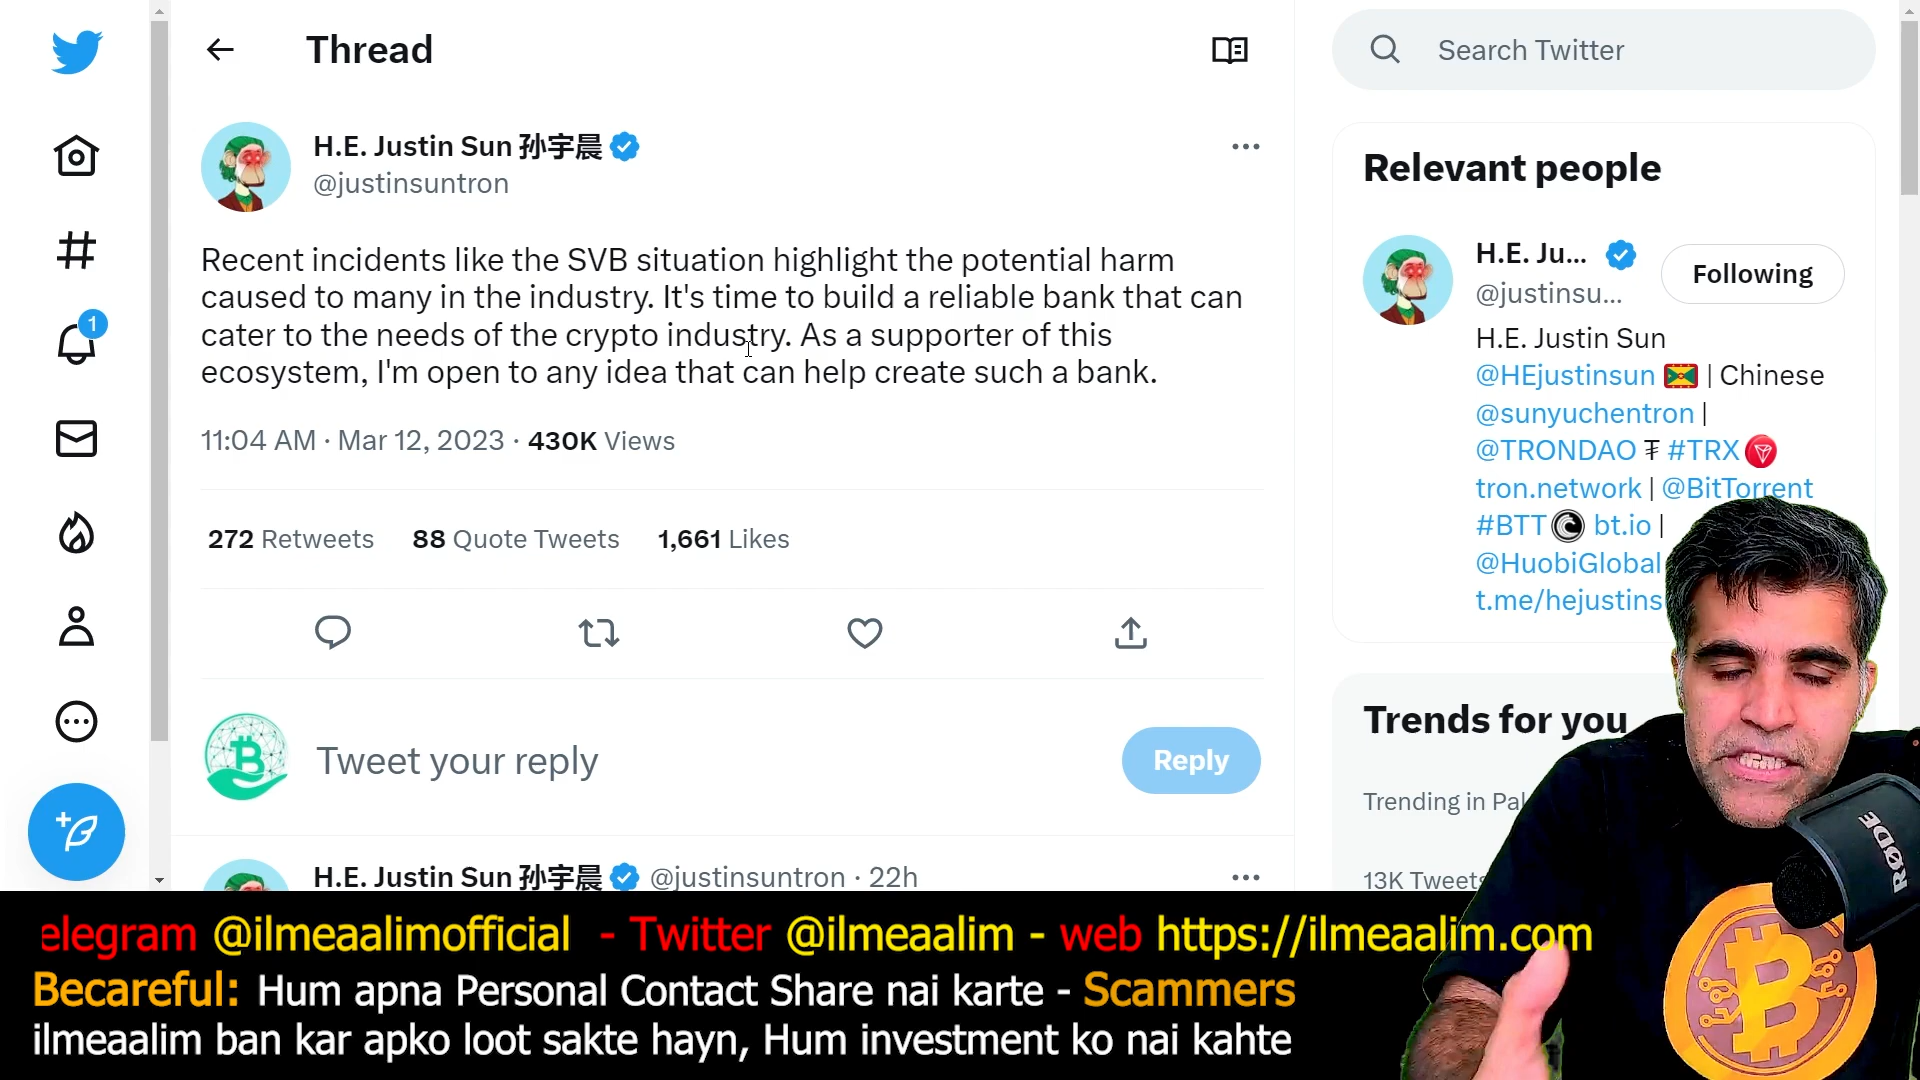 Thread
Search Twitter
H.E. Justin Sun 孙宇晨
@justinsuntron
Recent incidents like the SVB situation highlight the potential harm
caused to many in the industry. It's time to build a reliable bank that can
cater to the needs of the crypto industry. As a supporter of this
ecosystem, I'm open to any idea that can help create such a bank.
11:04 AM · Mar 12, 2023 · 430K Views
272 Retweets 88 Quote Tweets 1,661 Likes
Tweet your reply
Reply
H.E. Justin Sun 孙宇晨 @justinsuntron · 22h
1
Relevant people
H.E. Ju...
@justinsu...
Following
H.E. Justin Sun
@HEjustinsun 🇬🇩 | Chinese
@sunyuchentron |
@TRONDAO ₮ #TRX
tron.network | @BitTorrent
#BTT bt.io |
@HuobiGlobal
t.me/hejustins
Trends for you
Trending in
13K Tweets
RØDE
elegram @ilmeaalimofficial - Twitter @ilmeaalim - web https://ilmeaalim.com
Becareful: Hum apna Personal Contact Share nai karte - Scammers
ilmeaalim ban kar apko loot sakte hayn, Hum investment ko nai kahte